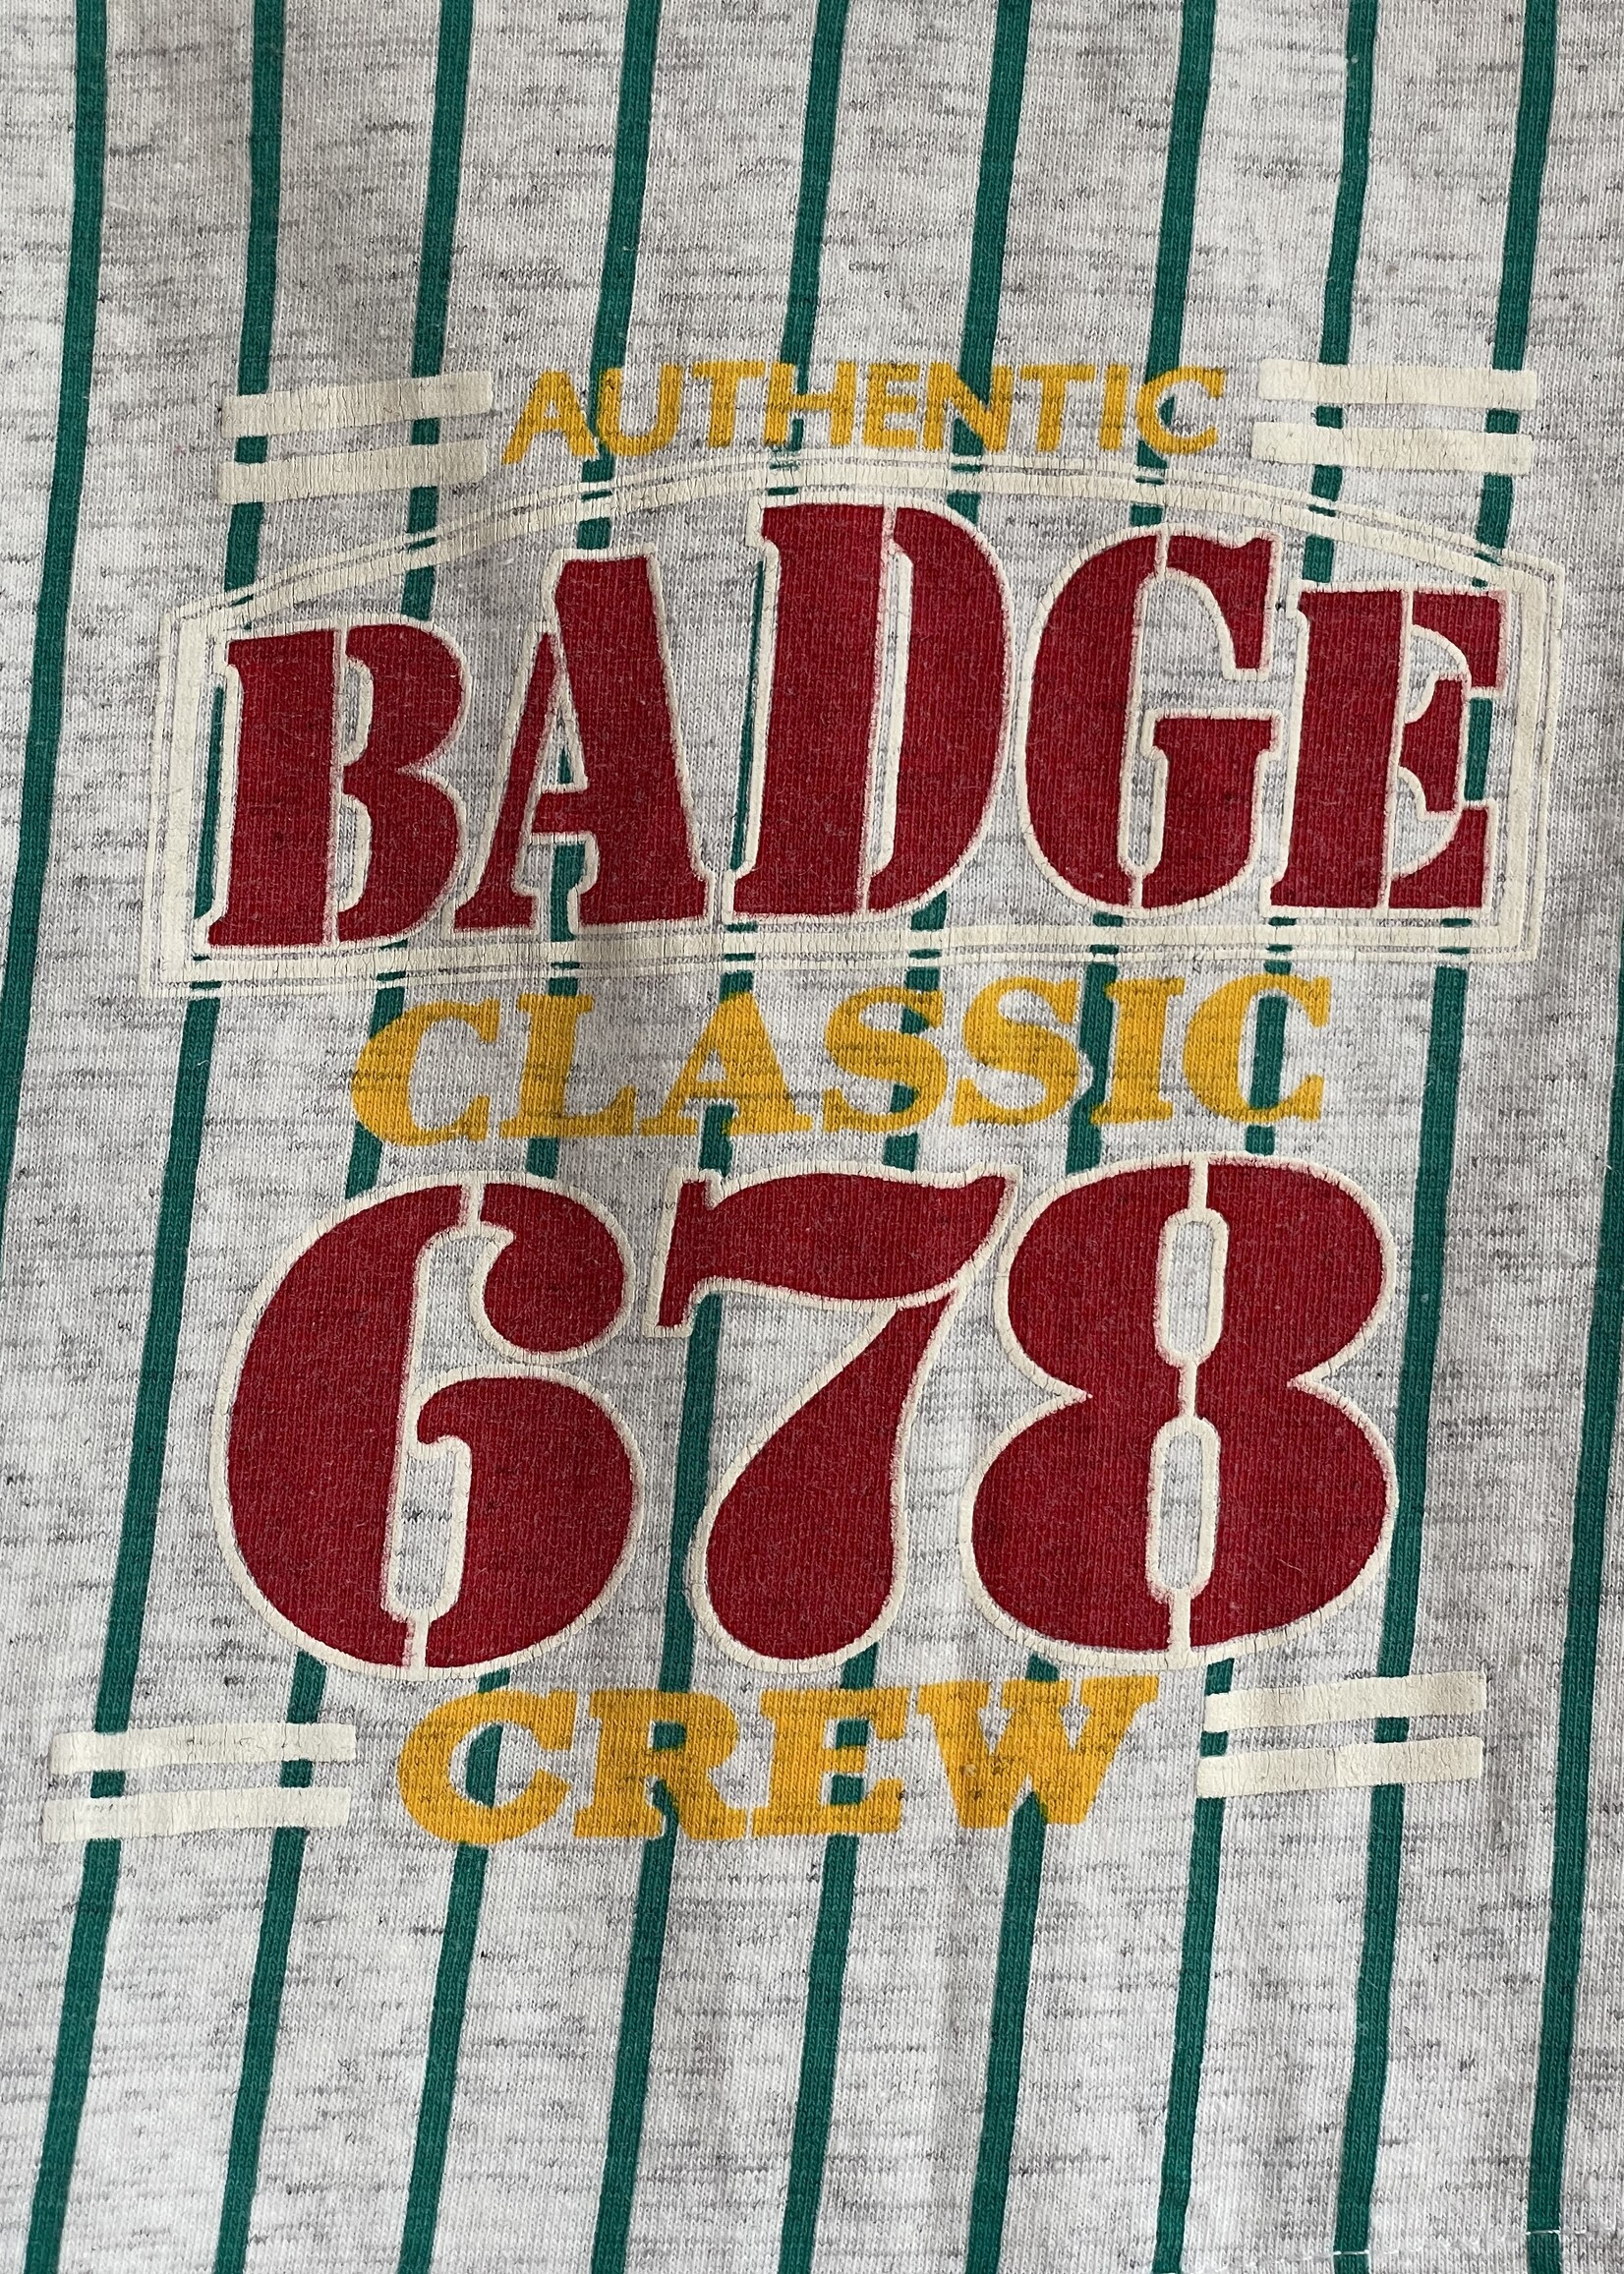 AUTHENTIC
BADGE
CLASSIC
678
CREW